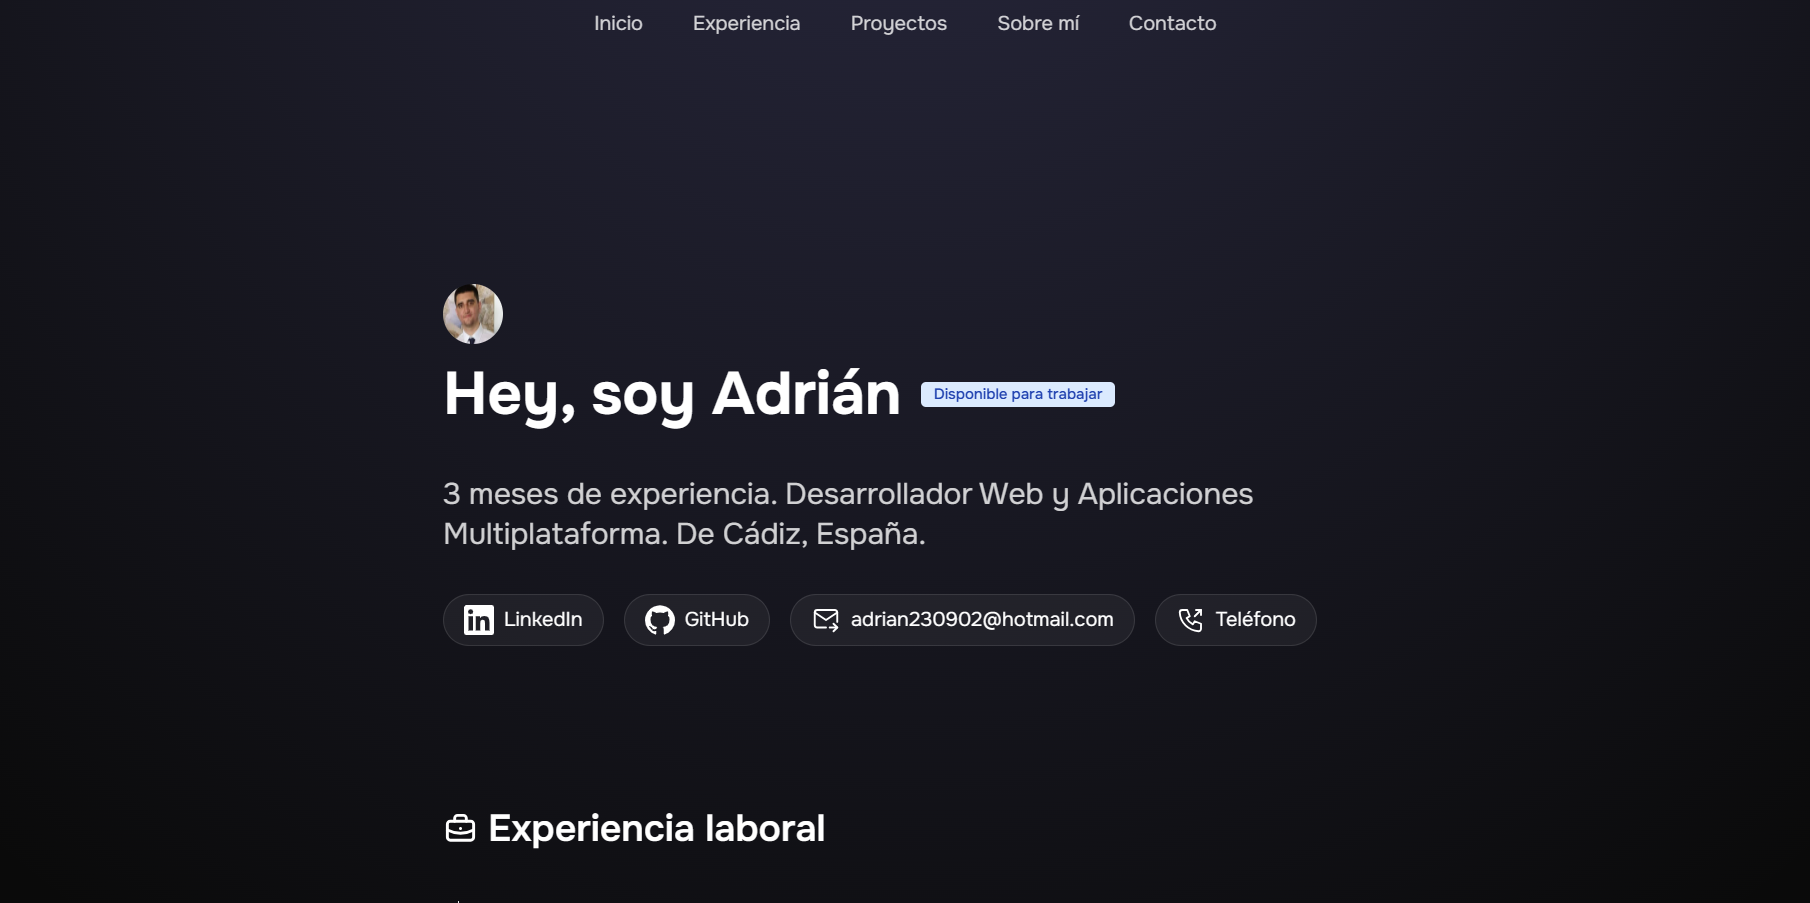 Inicio Experiencia Proyectos Sobre mí Contacto
Hey, soy Adrián Disponible para trabajar
3 meses de experiencia. Desarrollador Web y Aplicaciones
Multiplataforma. De Cádiz, España.
LinkedIn GitHub adrian230902@hotmail.com Teléfono
Experiencia laboral